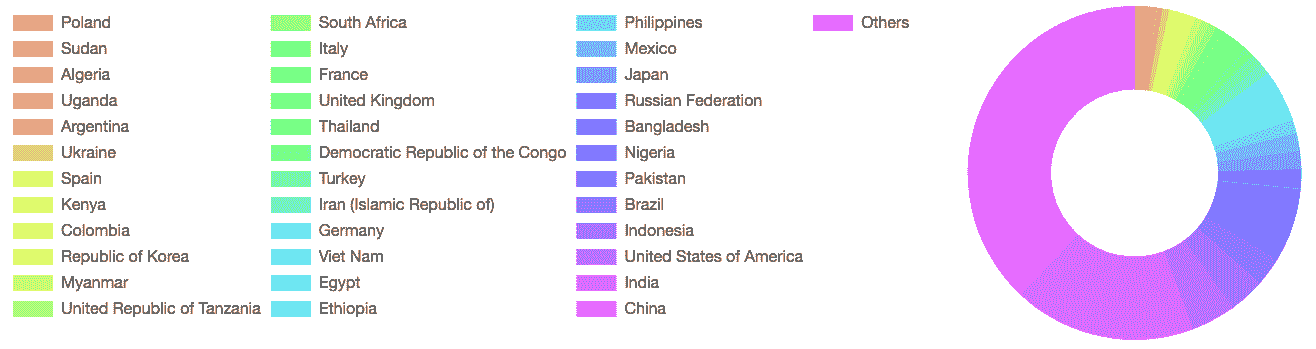 Poland
Sudan
Algeria
Uganda
Argentina
Ukraine
Spain
Kenya
Colombia
Republic of Korea
Myanmar
United Republic of Tanzania
South Africa
Italy
France
United Kingdom
Thailand
Democratic Republic of the Congo
Turkey
Iran (Islamic Republic of)
Germany
Viet Nam
Egypt
Ethiopia
Philippines
Mexico
Japan
Russian Federation
Bangladesh
Nigeria
Pakistan
Brazil
Indonesia
United States of America
India
China
Others